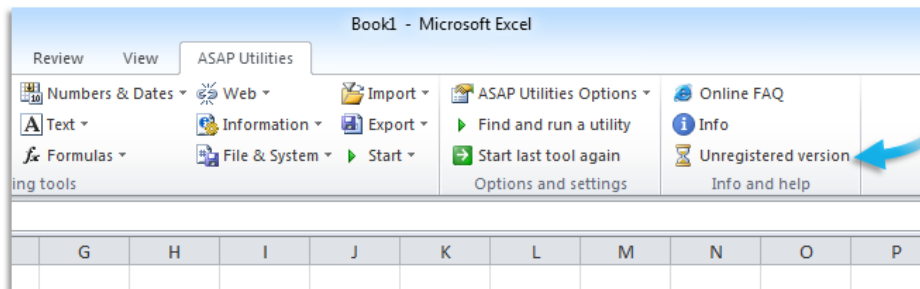 Book1 - Microsoft Excel
Review View ASAP Utilities
Numbers & Dates Web Import ASAP Utilities Options Online FAQ
Text Information Export Find and run a utility Info
Formulas File & System Start Start last tool again Unregistered version
ing tools Options and settings Info and help
G H I J K L M N O P